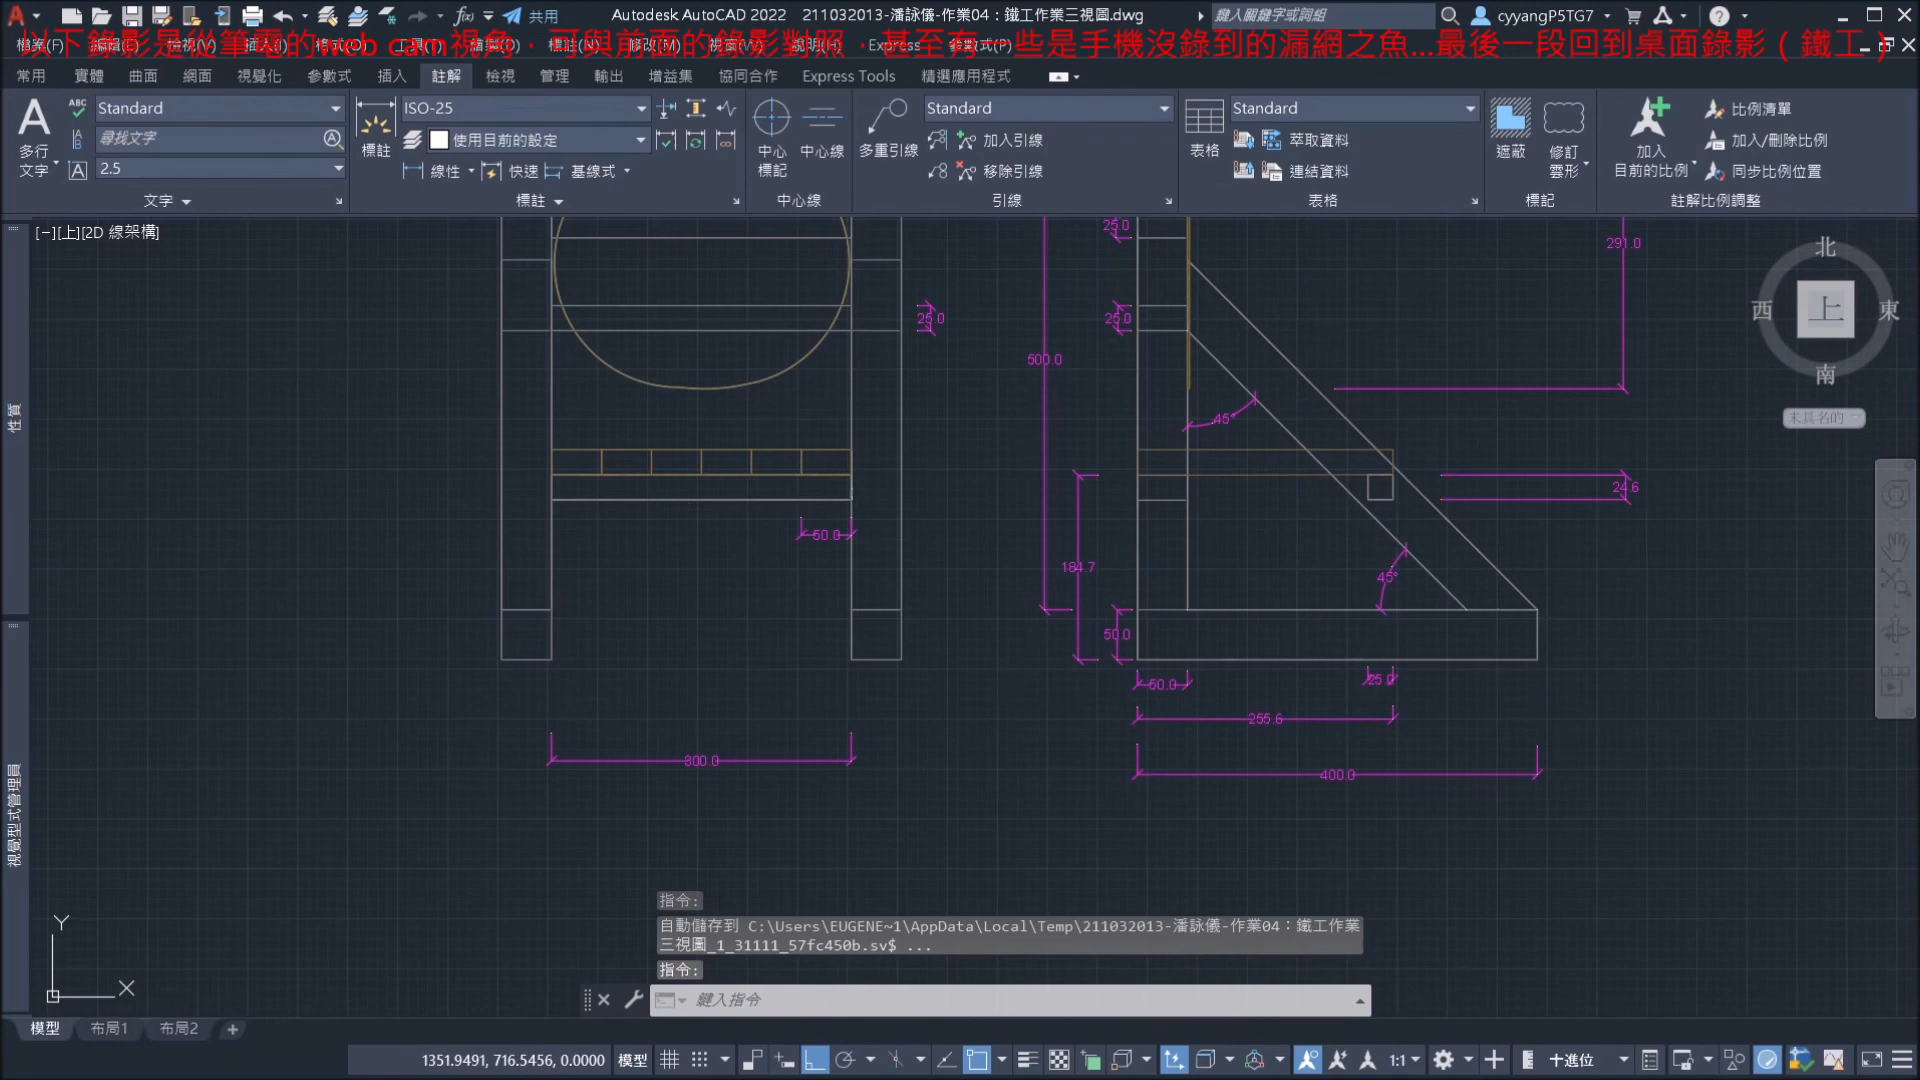 共用
Autodesk AutoCAD 2022 211032013-潘詠儀-作業04：鐵工作業三視圖.dwg
鍵入關鍵字或詞組
cyyangP5TG7
以下錄影是從筆電的web cam視角，可與前面的錄影對照，甚至有一些是手機沒錄到的漏網之魚...最後一段回到桌面錄影（鐵工）
常用 實體 曲面 網面 視覺化 參數式 插入 註解 檢視 管理 輸出 增益集 協同合作 Express Tools 精選應用程式
Standard
尋找文字
2.5
多行
文字
文字
ISO-25
使用目前的設定
標註
線性 快速 基線式
標註
中心
標記
中心線
中心線
多重引線
Standard
加入引線
移除引線
引線
表格
Standard
萃取資料
連結資料
表格
遮蔽
修訂
雲形
標記
加入
目前的比例
比例清單
加入/刪除比例
同步比例位置
註解比例調整
[−][上][2D 線架構]
性質
視覺型式管理員
北
西 上 東
南
未具名的
25.0
291.0
25.0
25.0
500.0
45°
24.6
50.0
184.7
45°
50.0
25.0
255.6
400.0
指令:
自動儲存到 C:\Users\EUGENE~1\AppData\Local\Temp\211032013-潘詠儀-作業04：鐵工作業
三視圖_1_31111_57fc450b.sv$ ...
指令:
鍵入指令
Y
X
模型 布局1 布局2 +
1351.9491, 716.5456, 0.0000 模型 1:1 十進位